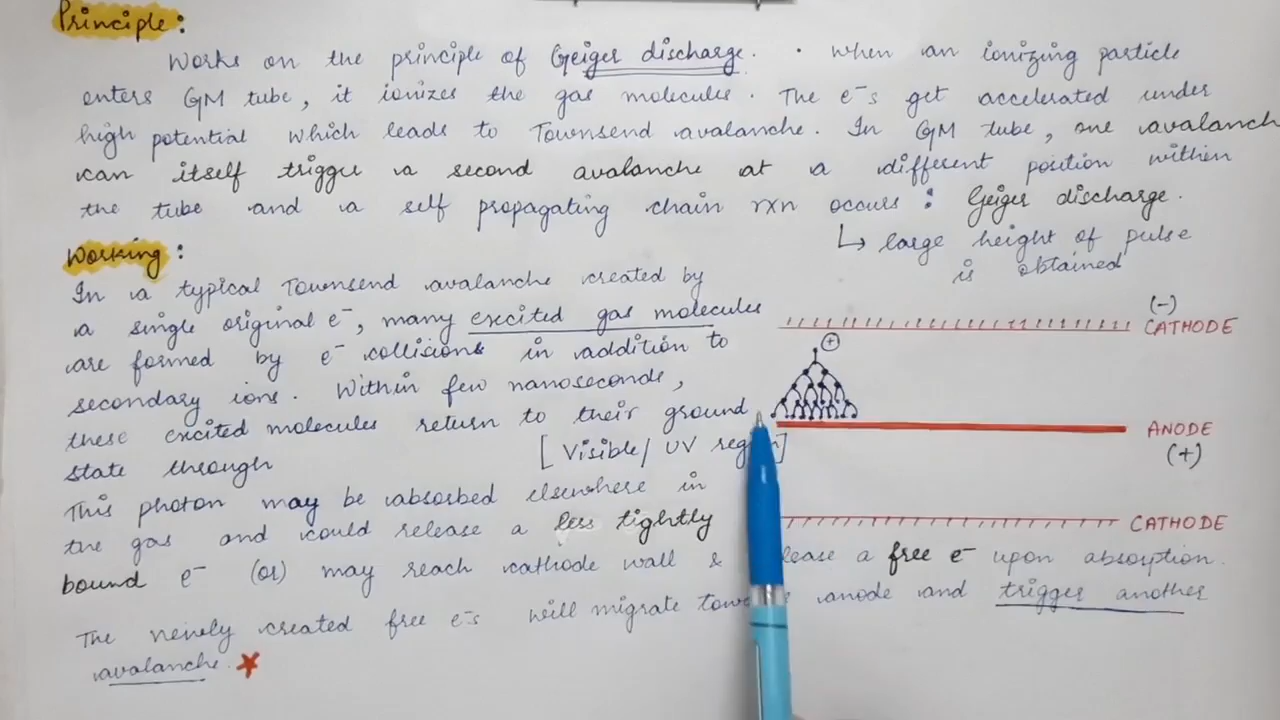 Principle :
Works on the principle of Geiger discharge. • When an ionizing particle
enters GM tube, it ionizes the gas molecules. The e⁻s get accelerated under
high potential which leads to Townsend avalanche. In GM tube, one avalanch
can itself trigger a second avalanche at a different position within
the tube and a self propagating chain rxn occurs : Geiger discharge.
↳ large height of pulse
is obtained
Working :
In a typical Townsend avalanche created by
a single original e⁻, many excited gas molecules
are formed by e⁻ collisions in addition to
secondary ions. Within few nanoseconds,
these excited molecules return to their ground
state through [Visible/ UV reg]
This photon may be absorbed elsewhere in
the gas and could release a less tightly
bound e⁻ (or) may reach cathode wall & lease a free e⁻ upon absorption.
The newly created free e⁻s will migrate tow anode and trigger another
avalanche. ★
(-)
CATHODE
+
ANODE
(+)
CATHODE